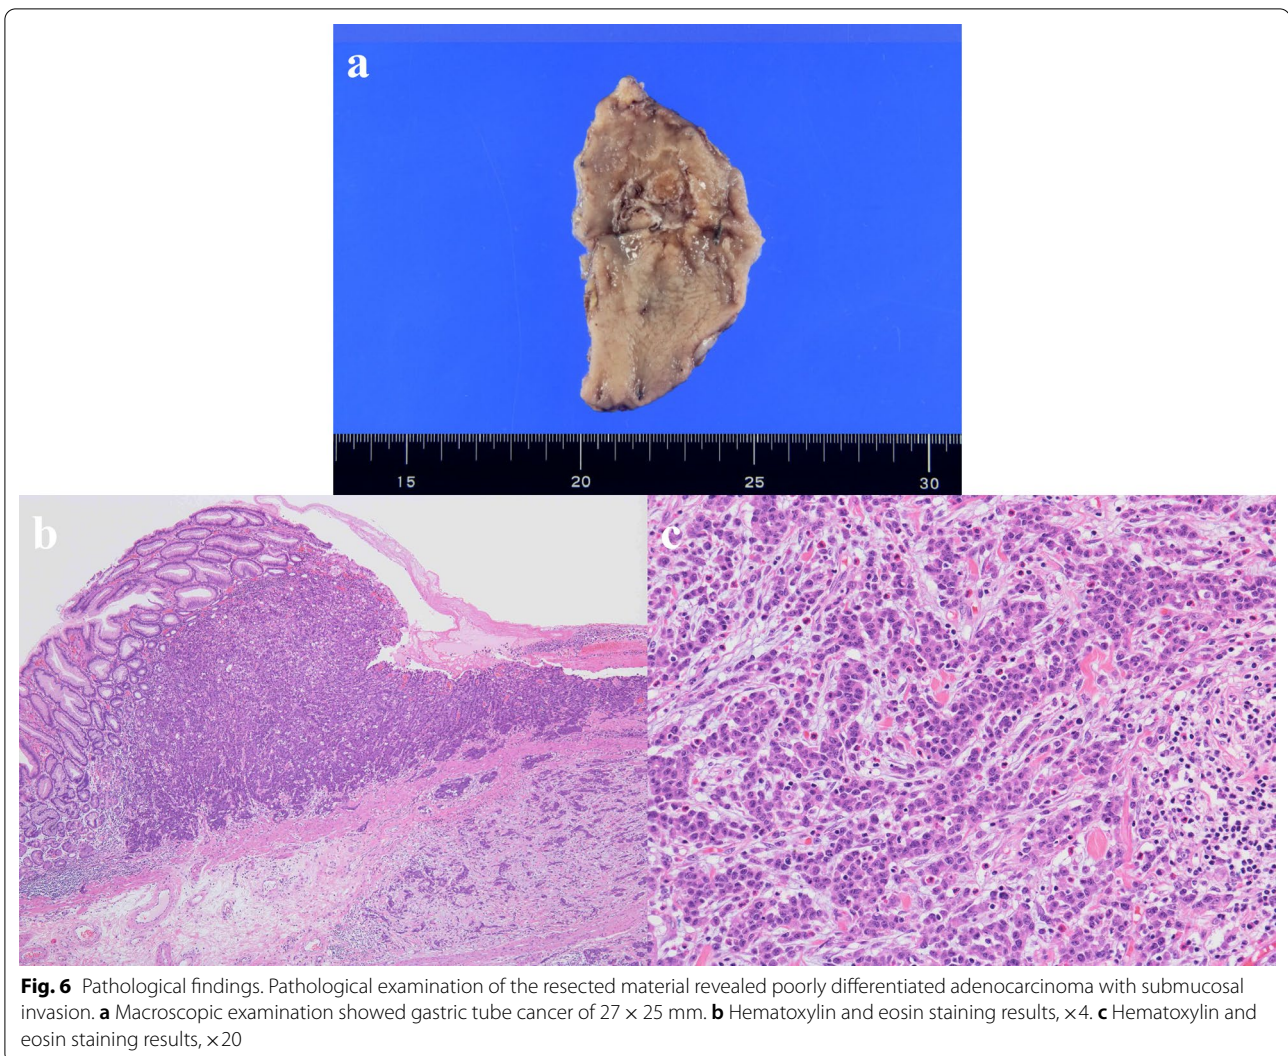 a
15 20 25 30
b c
Fig. 6 Pathological findings. Pathological examination of the resected material revealed poorly differentiated adenocarcinoma with submucosal
invasion. a Macroscopic examination showed gastric tube cancer of 27 × 25 mm. b Hematoxylin and eosin staining results, ×4. c Hematoxylin and
eosin staining results, ×20